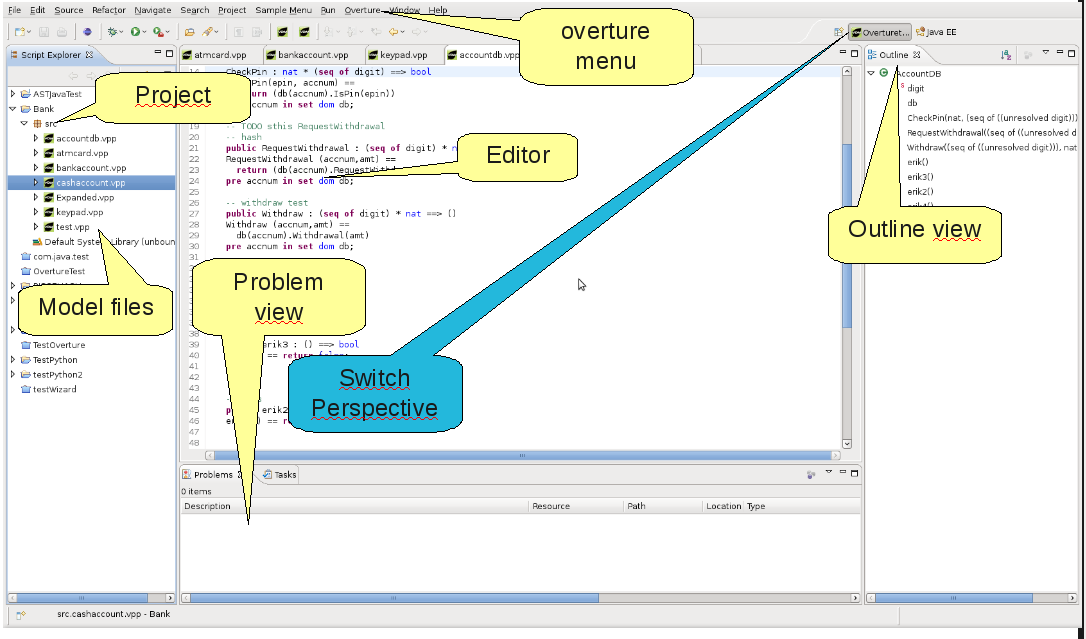 File Edit Source Refactor Navigate Search Project Sample Menu Run Overture Window Help
overture
menu
Overturet... Java EE
Script Explorer
atmcard.vpp bankaccount.vpp keypad.vpp accountdb.vpp
Outline
Project
ASTJavaTest
Bank
src
accountdb.vpp
atmcard.vpp
bankaccount.vpp
cashaccount.vpp
Expanded.vpp
keypad.vpp
test.vpp
Default System Library (unboun
com.java.test
OvertureTest
Model files
TestOverture
TestPython
testPython2
testWizard
CheckPin : nat * (seq of digit) ==> bool
Pin(epin, accnum) ==
urn (db(accnum).IsPin(epin))
accnum in set dom db;
19
20 -- TODO sthis RequestWithdrawal
-- hash
21 public RequestWithdrawal : (seq of digit) * n
22 RequestWithdrawal (accnum,amt) ==
23 return (db(accnum).RequestWithd
24 pre accnum in set dom db;
25
26 -- withdraw test
27 public Withdraw : (seq of digit) * nat ==> ()
28 Withdraw (accnum,amt) ==
29 db(accnum).Withdrawal(amt)
30 pre accnum in set dom db;
31
Editor
Problem
view
39 erik3 : () ==> bool
40 == return false;
41
42
43
44
45 erik2
46
47
48
Switch
Perspective
AccountDB
digit
db
CheckPin(nat, (seq of ((unresolved digit)))
RequestWithdrawal((seq of ((unresolved d
Withdraw((seq of ((unresolved digit))), nat
erik()
erik3()
erik2()
erik4()
Outline view
Problems Tasks
0 items
Description Resource Path Location Type
src.cashaccount.vpp - Bank